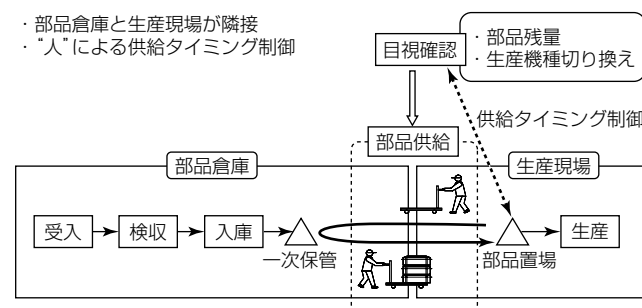 ・部品倉庫と生産現場が隣接
・“人”による供給タイミング制御
目視確認
・部品残量
・生産機種切り換え
供給タイミング制御
部品供給
部品倉庫
生産現場
受入
検収
入庫
一次保管
部品置場
生産